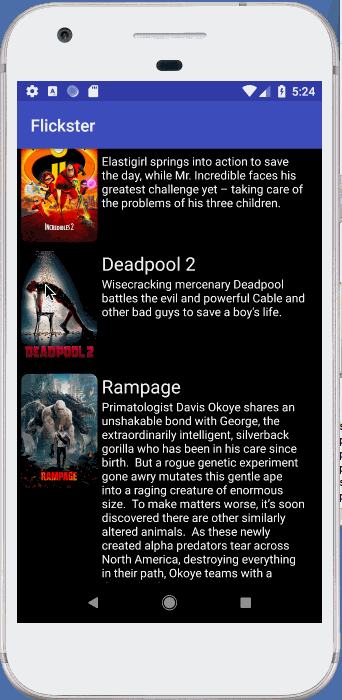 5:24
Flickster
Elastigirl springs into action to save
the day, while Mr. Incredible faces his
greatest challenge yet – taking care of
the problems of his three children.
INCREDIBLES 2
Deadpool 2
Wisecracking mercenary Deadpool
battles the evil and powerful Cable and
other bad guys to save a boy's life.
DEADPOOL 2
Rampage
Primatologist Davis Okoye shares an
unshakable bond with George, the
extraordinarily intelligent, silverback
gorilla who has been in his care since
birth.  But a rogue genetic experiment
gone awry mutates this gentle ape
into a raging creature of enormous
size.  To make matters worse, it’s soon
discovered there are other similarly
altered animals.  As these newly
created alpha predators tear across
North America, destroying everything
in their path, Okoye teams with a
RAMPAGE